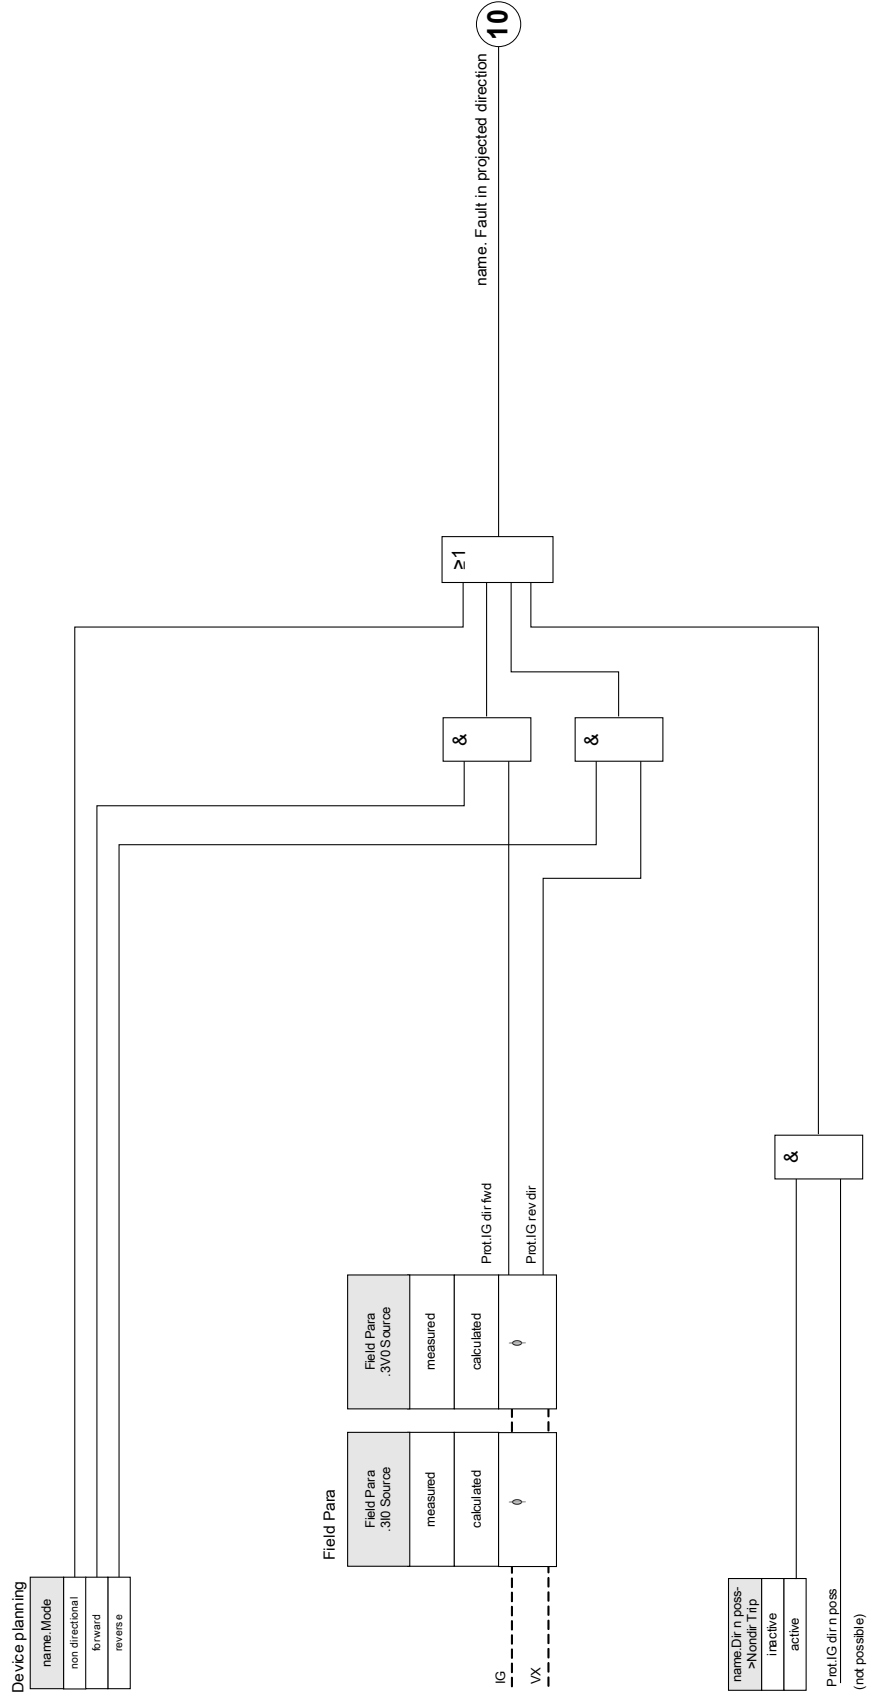 Device planning
name.Mode
non directional
forward
reverse
Field Para
Field Para
.3I0 Source
measured
calculated
ϕ
Field Para
.3V0 Source
measured
calculated
ϕ
IG
VX
Prot.IG dir fwd
Prot.IG rev dir
name.Dir n poss-
>Nondir Trip
inactive
active
Prot.IG dir n poss
(not possible)
&
&
&
≥1
name. Fault in projected direction
10